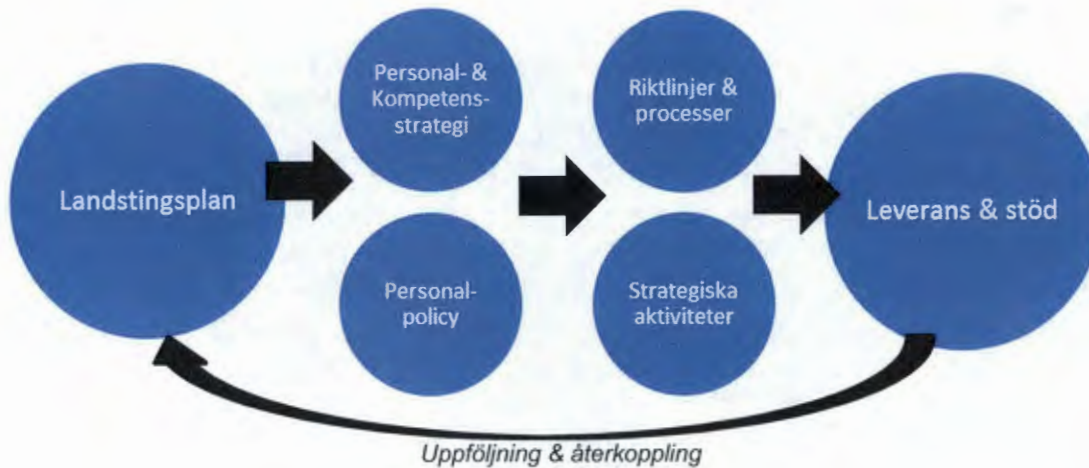 Landstingsplan
Personal- &
Kompetens-
strategi
Personal-
policy
Riktlinjer &
processer
Strategiska
aktiviteter
Leverans & stöd
Uppföljning & återkoppling